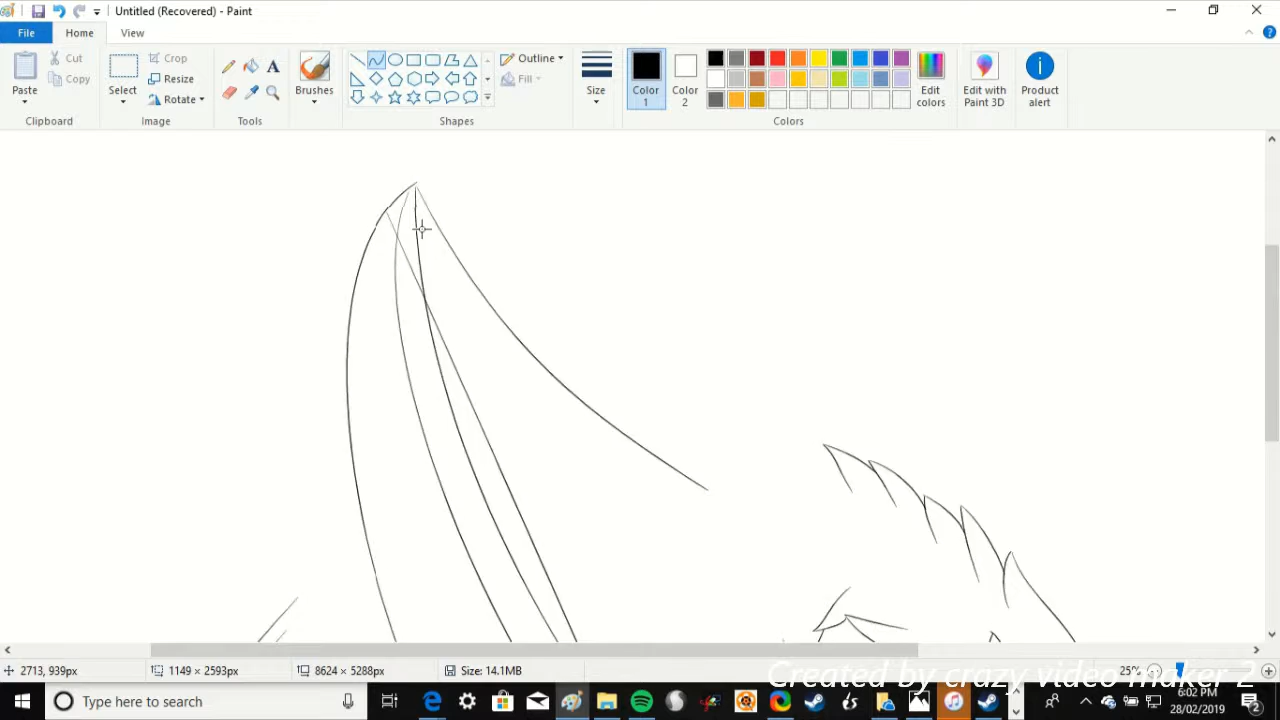 Untitled (Recovered) - Paint
File Home View
Paste
Cut
Copy
Clipboard
Select
Crop
Resize
Rotate
Image
A
Tools
Brushes
Outline
Fill
Shapes
Size
Color 1
Color 2
Edit colors
Colors
Edit with Paint 3D
Product alert
2713, 939px
1149 × 2593px
8624 × 5288px
Size: 14.1MB
25%
Created by crazy video maker 2
Type here to search
6:02 PM
28/02/2019
2